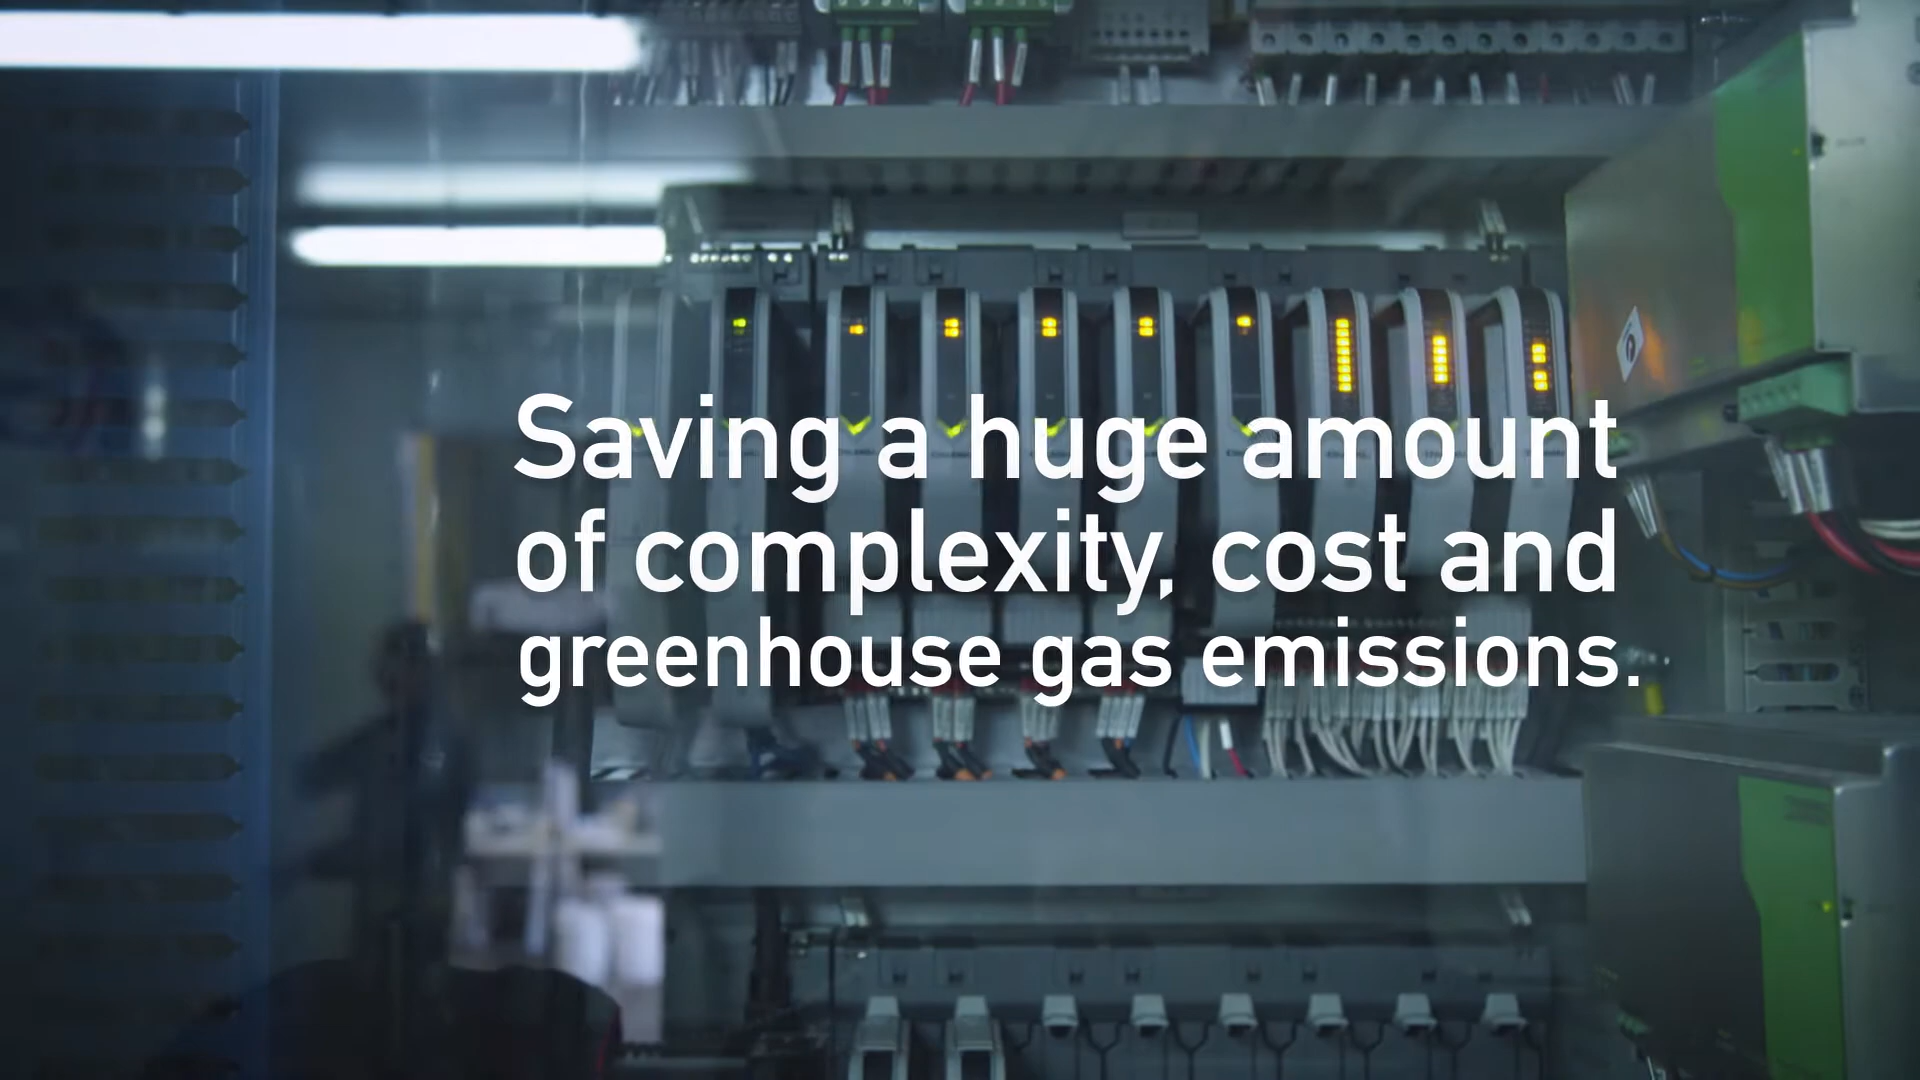 Saving a huge amount
of complexity, cost and
greenhouse gas emissions.